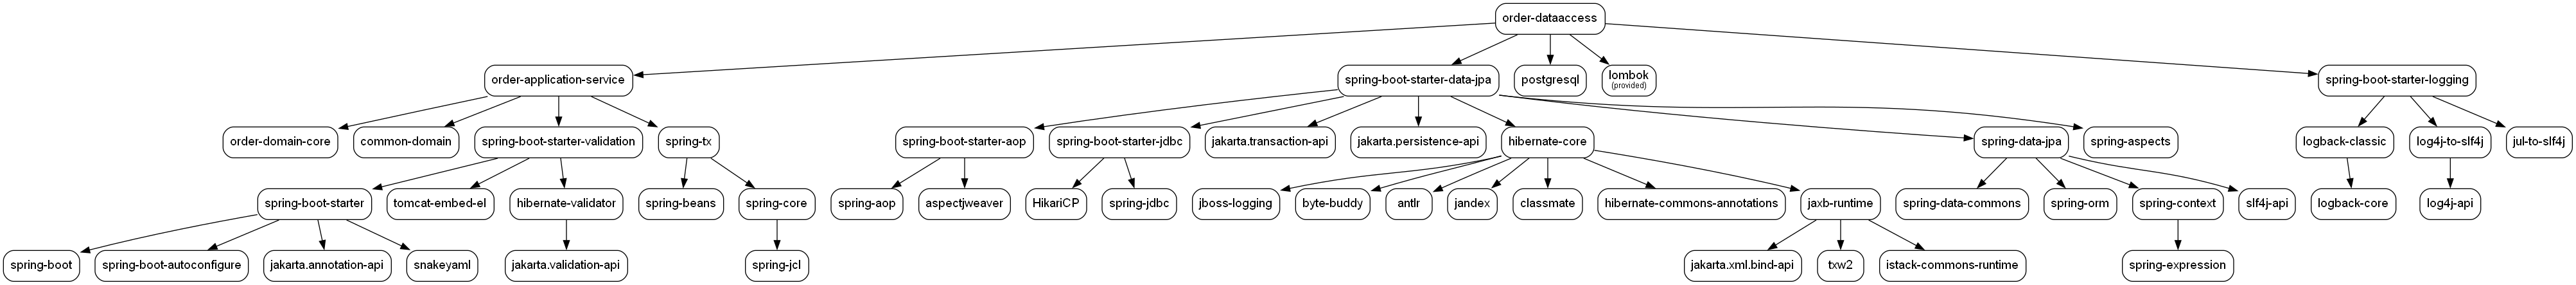 order-dataaccess
order-application-service
spring-boot-starter-data-jpa
postgresql
lombok
(provided)
spring-boot-starter-logging
order-domain-core
common-domain
spring-boot-starter-validation
spring-tx
spring-boot-starter-aop
spring-boot-starter-jdbc
jakarta.transaction-api
jakarta.persistence-api
hibernate-core
spring-data-jpa
spring-aspects
logback-classic
log4j-to-slf4j
jul-to-slf4j
spring-boot-starter
tomcat-embed-el
hibernate-validator
spring-beans
spring-core
spring-aop
aspectjweaver
HikariCP
spring-jdbc
jboss-logging
byte-buddy
antlr
jandex
classmate
hibernate-commons-annotations
jaxb-runtime
spring-data-commons
spring-orm
spring-context
slf4j-api
logback-core
log4j-api
spring-boot
spring-boot-autoconfigure
jakarta.annotation-api
snakeyaml
jakarta.validation-api
spring-jcl
jakarta.xml.bind-api
txw2
istack-commons-runtime
spring-expression